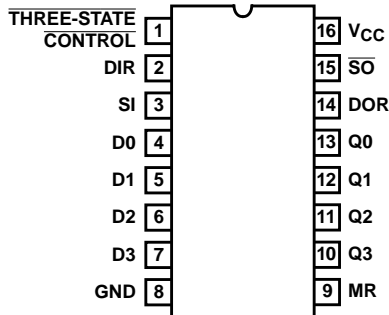 THREE-STATE
CONTROL 1
DIR 2
SI 3
D0 4
D1 5
D2 6
D3 7
GND 8
16 VCC
15 SO
14 DOR
13 Q0
12 Q1
11 Q2
10 Q3
9 MR